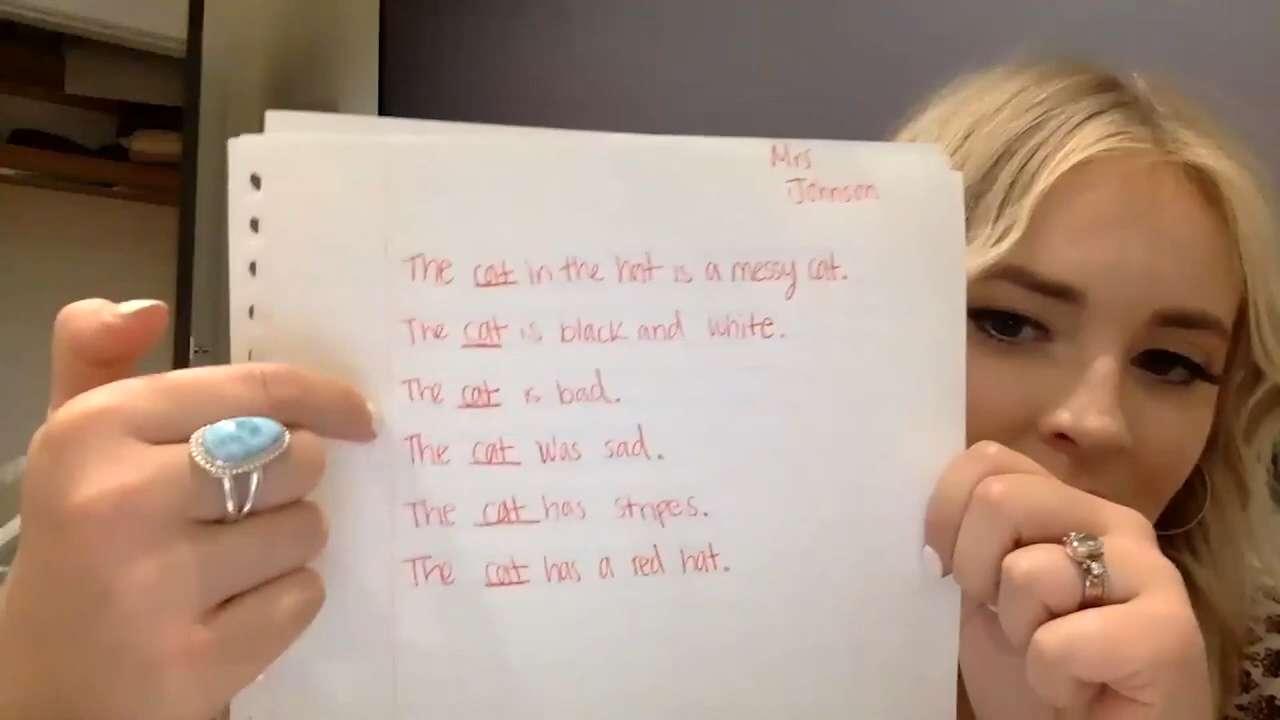 Mrs
Johnson
The cat in the hat is a messy cat.
The cat is black and white.
The cat is bad.
The cat was sad.
The cat has stripes.
The cat has a red hat.